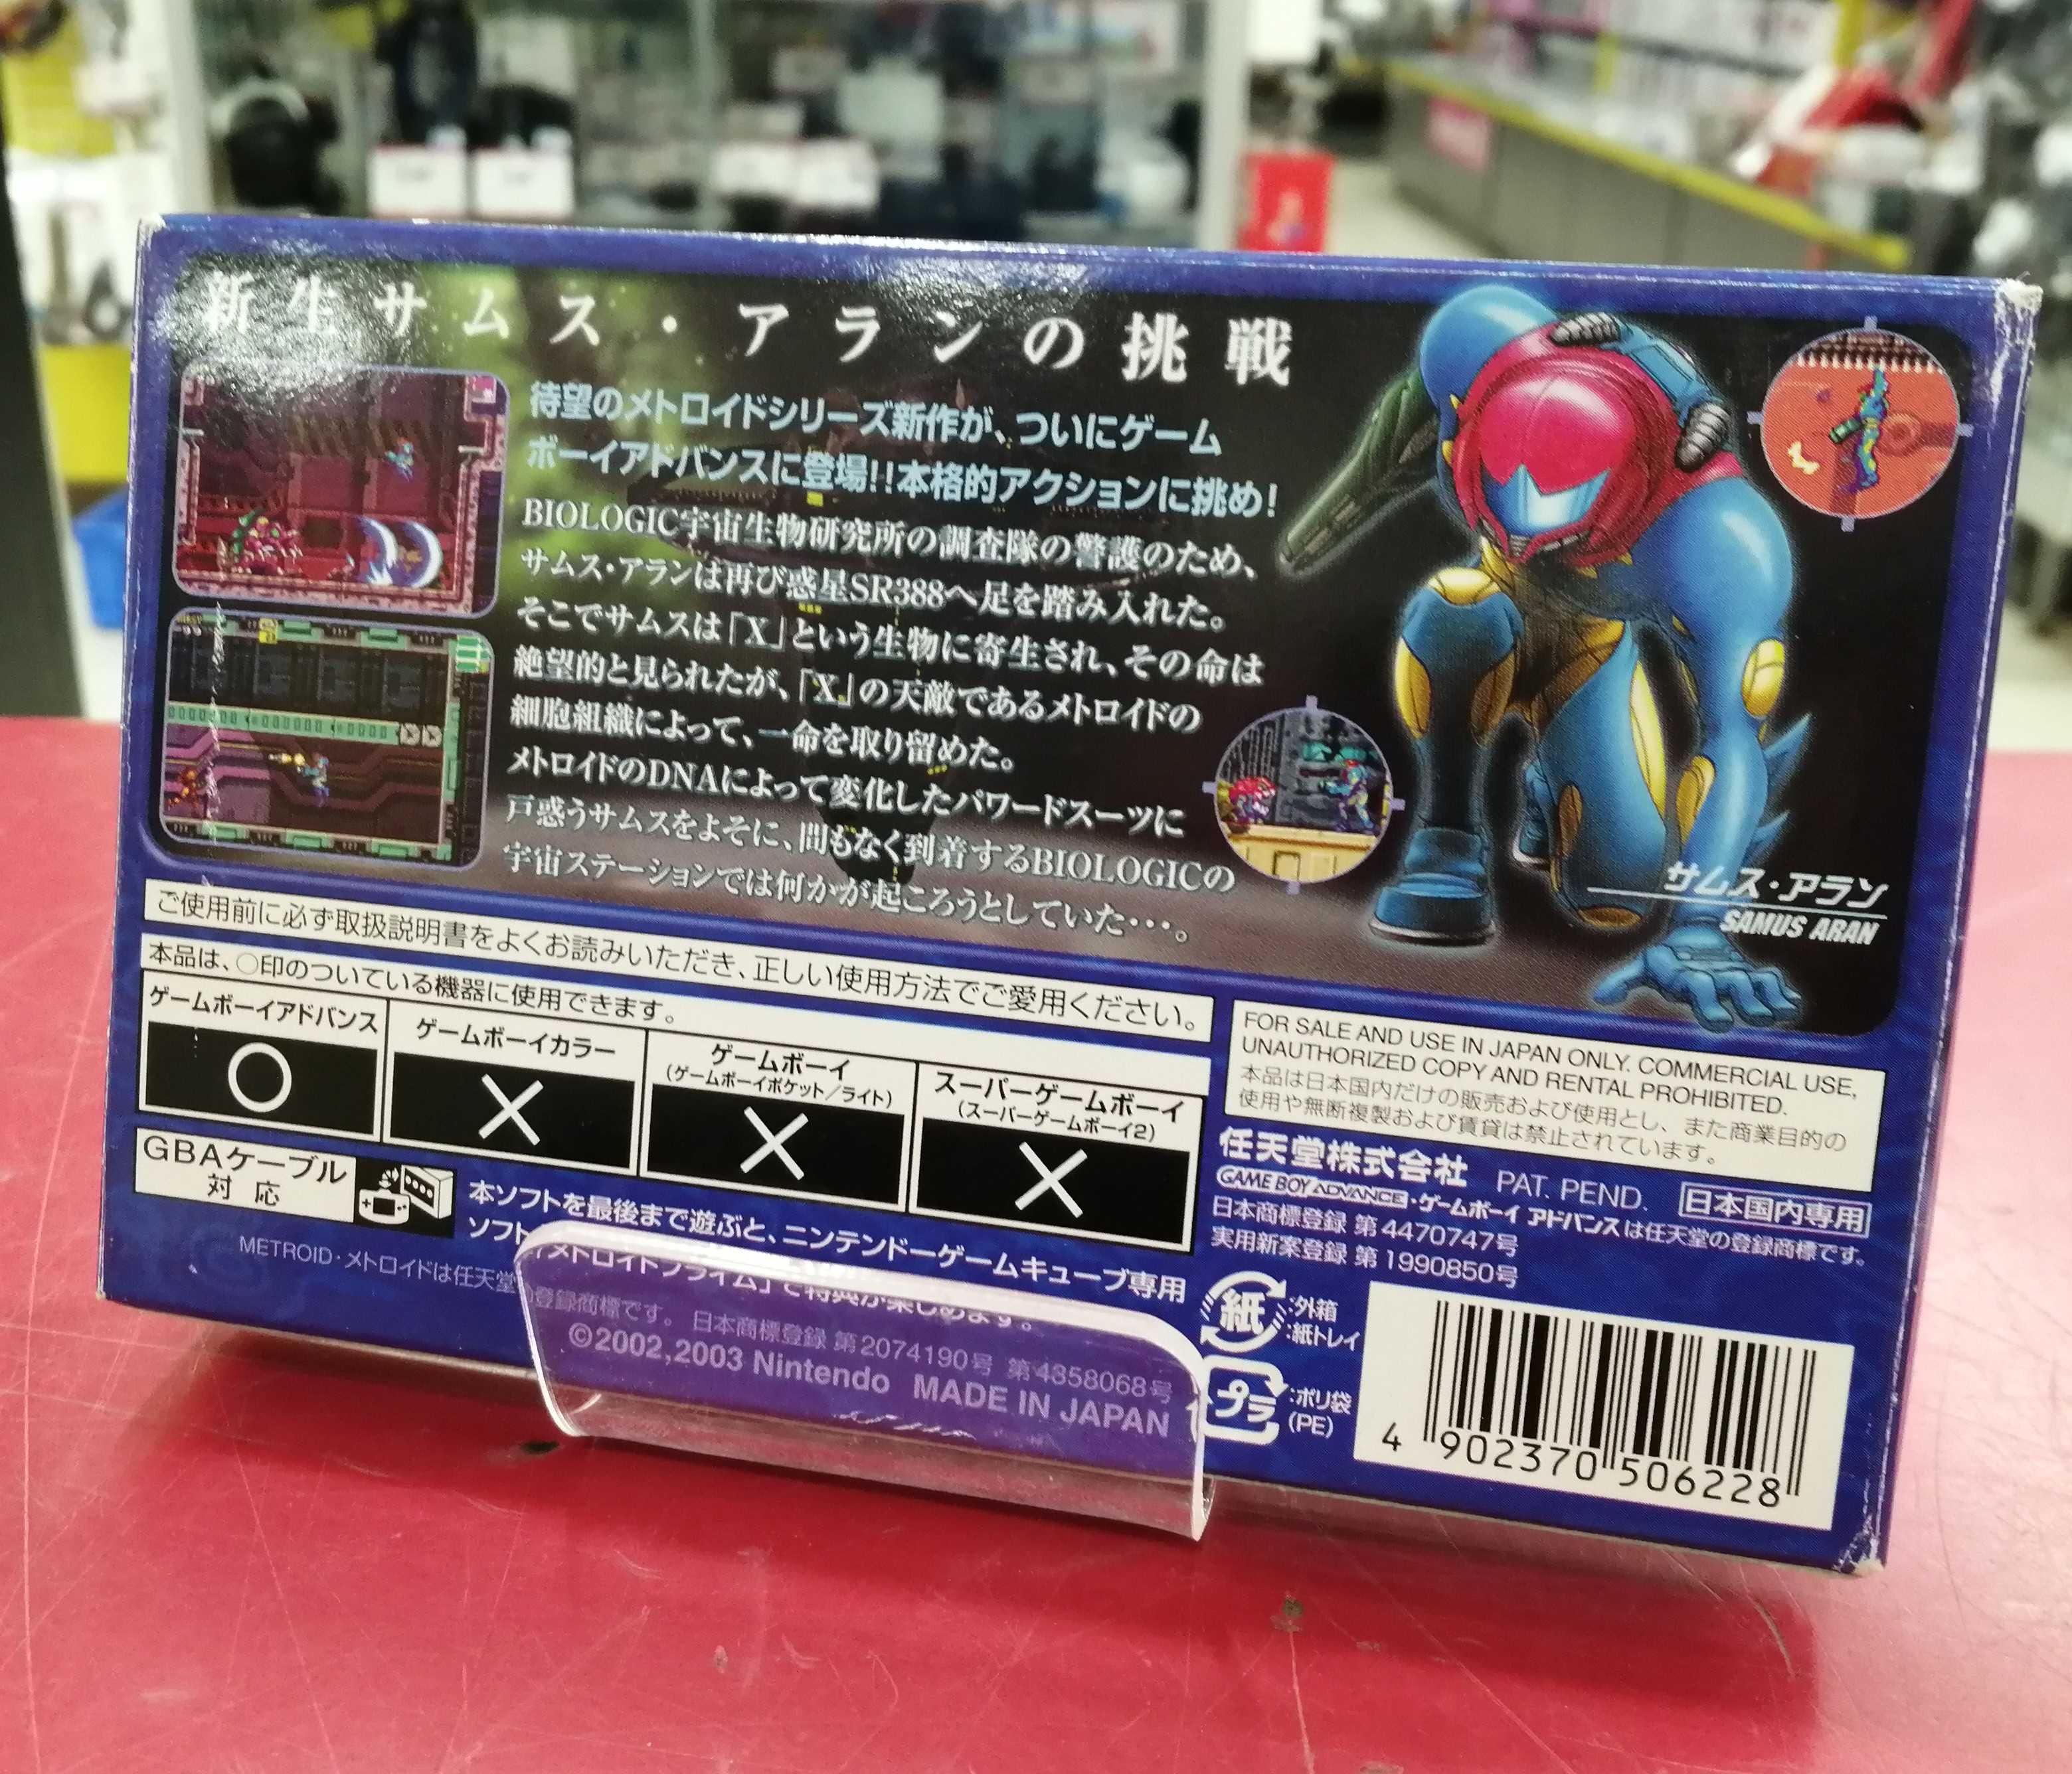 新生サムス・アランの挑戦
待望のメトロイドシリーズ新作が、ついにゲーム
ボーイアドバンスに登場!!本格的アクションに挑め!
BIOLOGIC宇宙生物研究所の調査隊の警護のため、
サムス・アランは再び惑星SR388へ足を踏み入れた。
そこでサムスは「X」という生物に寄生され、その命は
絶望的と見られたが、「X」の天敵であるメトロイドの
細胞組織によって、一命を取り留めた。
メトロイドのDNAによって変化したパワードスーツに
戸惑うサムスをよそに、間もなく到着するBIOLOGICの
宇宙ステーションでは何かが起ころうとしていた・・・。
サムス・アラン
SAMUS ARAN
ご使用前に必ず取扱説明書をよくお読みいただき、正しい使用方法でご愛用ください。
本品は、○印のついている機器に使用できます。
ゲームボーイアドバンス
○
ゲームボーイカラー
×
ゲームボーイ
(ゲームボーイポケット/ライト)
×
スーパーゲームボーイ
(スーパーゲームボーイ2)
×
GBAケーブル
対応
本ソフトを最後まで遊ぶと、ニンテンドーゲームキューブ専用
ソフト「メトロイドプライム」で特典が楽しめます。
METROID・メトロイドは任天堂の登録商標です。 日本商標登録 第2074190号 第4358068号
©2002,2003 Nintendo MADE IN JAPAN
FOR SALE AND USE IN JAPAN ONLY. COMMERCIAL USE,
UNAUTHORIZED COPY AND RENTAL PROHIBITED.
本品は日本国内だけの販売および使用とし、また商業目的の
使用や無断複製および賃貸は禁止されています。
任天堂株式会社 PAT. PEND. 日本国内専用
GAME BOY ADVANCE・ゲームボーイ アドバンスは任天堂の登録商標です。
日本商標登録 第4470747号
実用新案登録 第1990850号
紙 :外箱
:紙トレイ
プラ :ポリ袋
(PE)
4 902370 506228